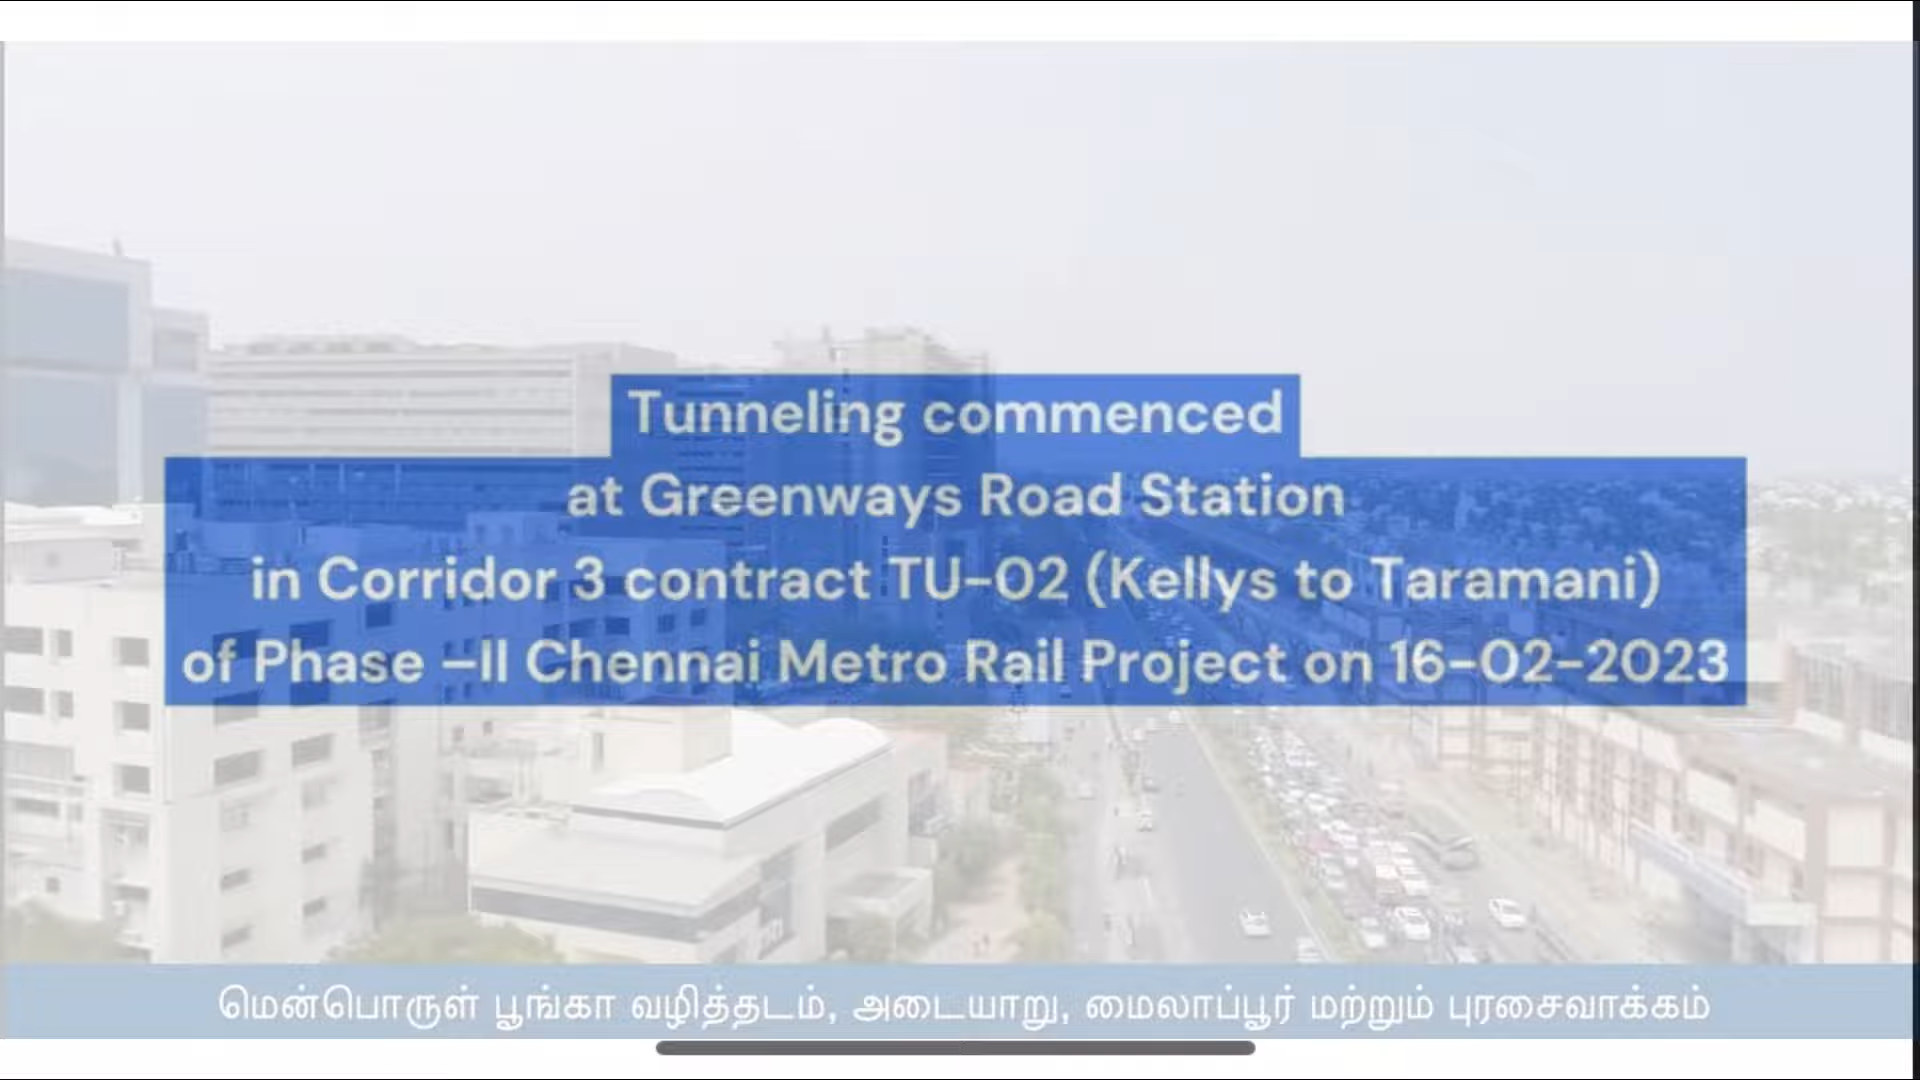 Tunneling commenced
at Greenways Road Station
in Corridor 3 contract TU-02 (Kellys to Taramani)
of Phase –II Chennai Metro Rail Project on 16-02-2023
மென்பொருள் பூங்கா வழித்தடம், அடையாறு, மைலாப்பூர் மற்றும் புரசைவாக்கம்